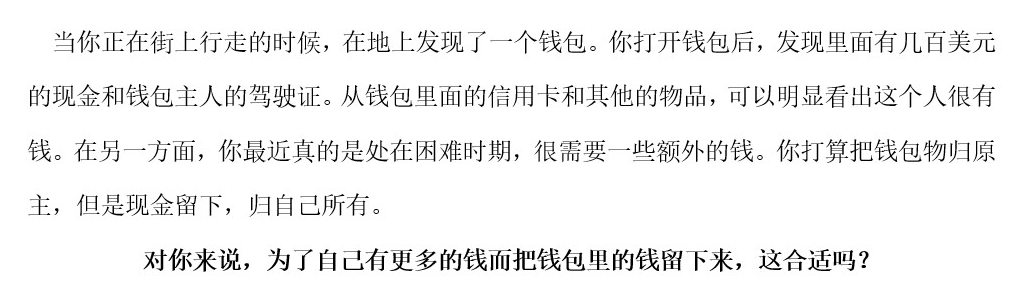 当你正在街上行走的时候，在地上发现了一个钱包。你打开钱包后，发现里面有几百美元
的现金和钱包主人的驾驶证。从钱包里面的信用卡和其他的物品，可以明显看出这个人很有
钱。在另一方面，你最近真的是处在困难时期，很需要一些额外的钱。你打算把钱包物归原
主，但是现金留下，归自己所有。
对你来说，为了自己有更多的钱而把钱包里的钱留下来，这合适吗？